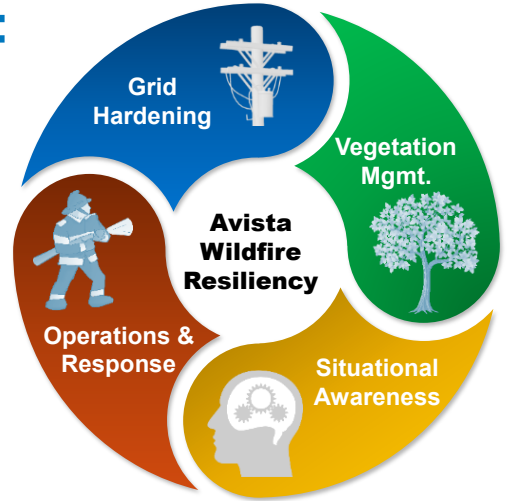 :
Grid
Hardening
Vegetation
Mgmt.
Avista
Wildfire
Resiliency
Operations &
Response
Situational
Awareness